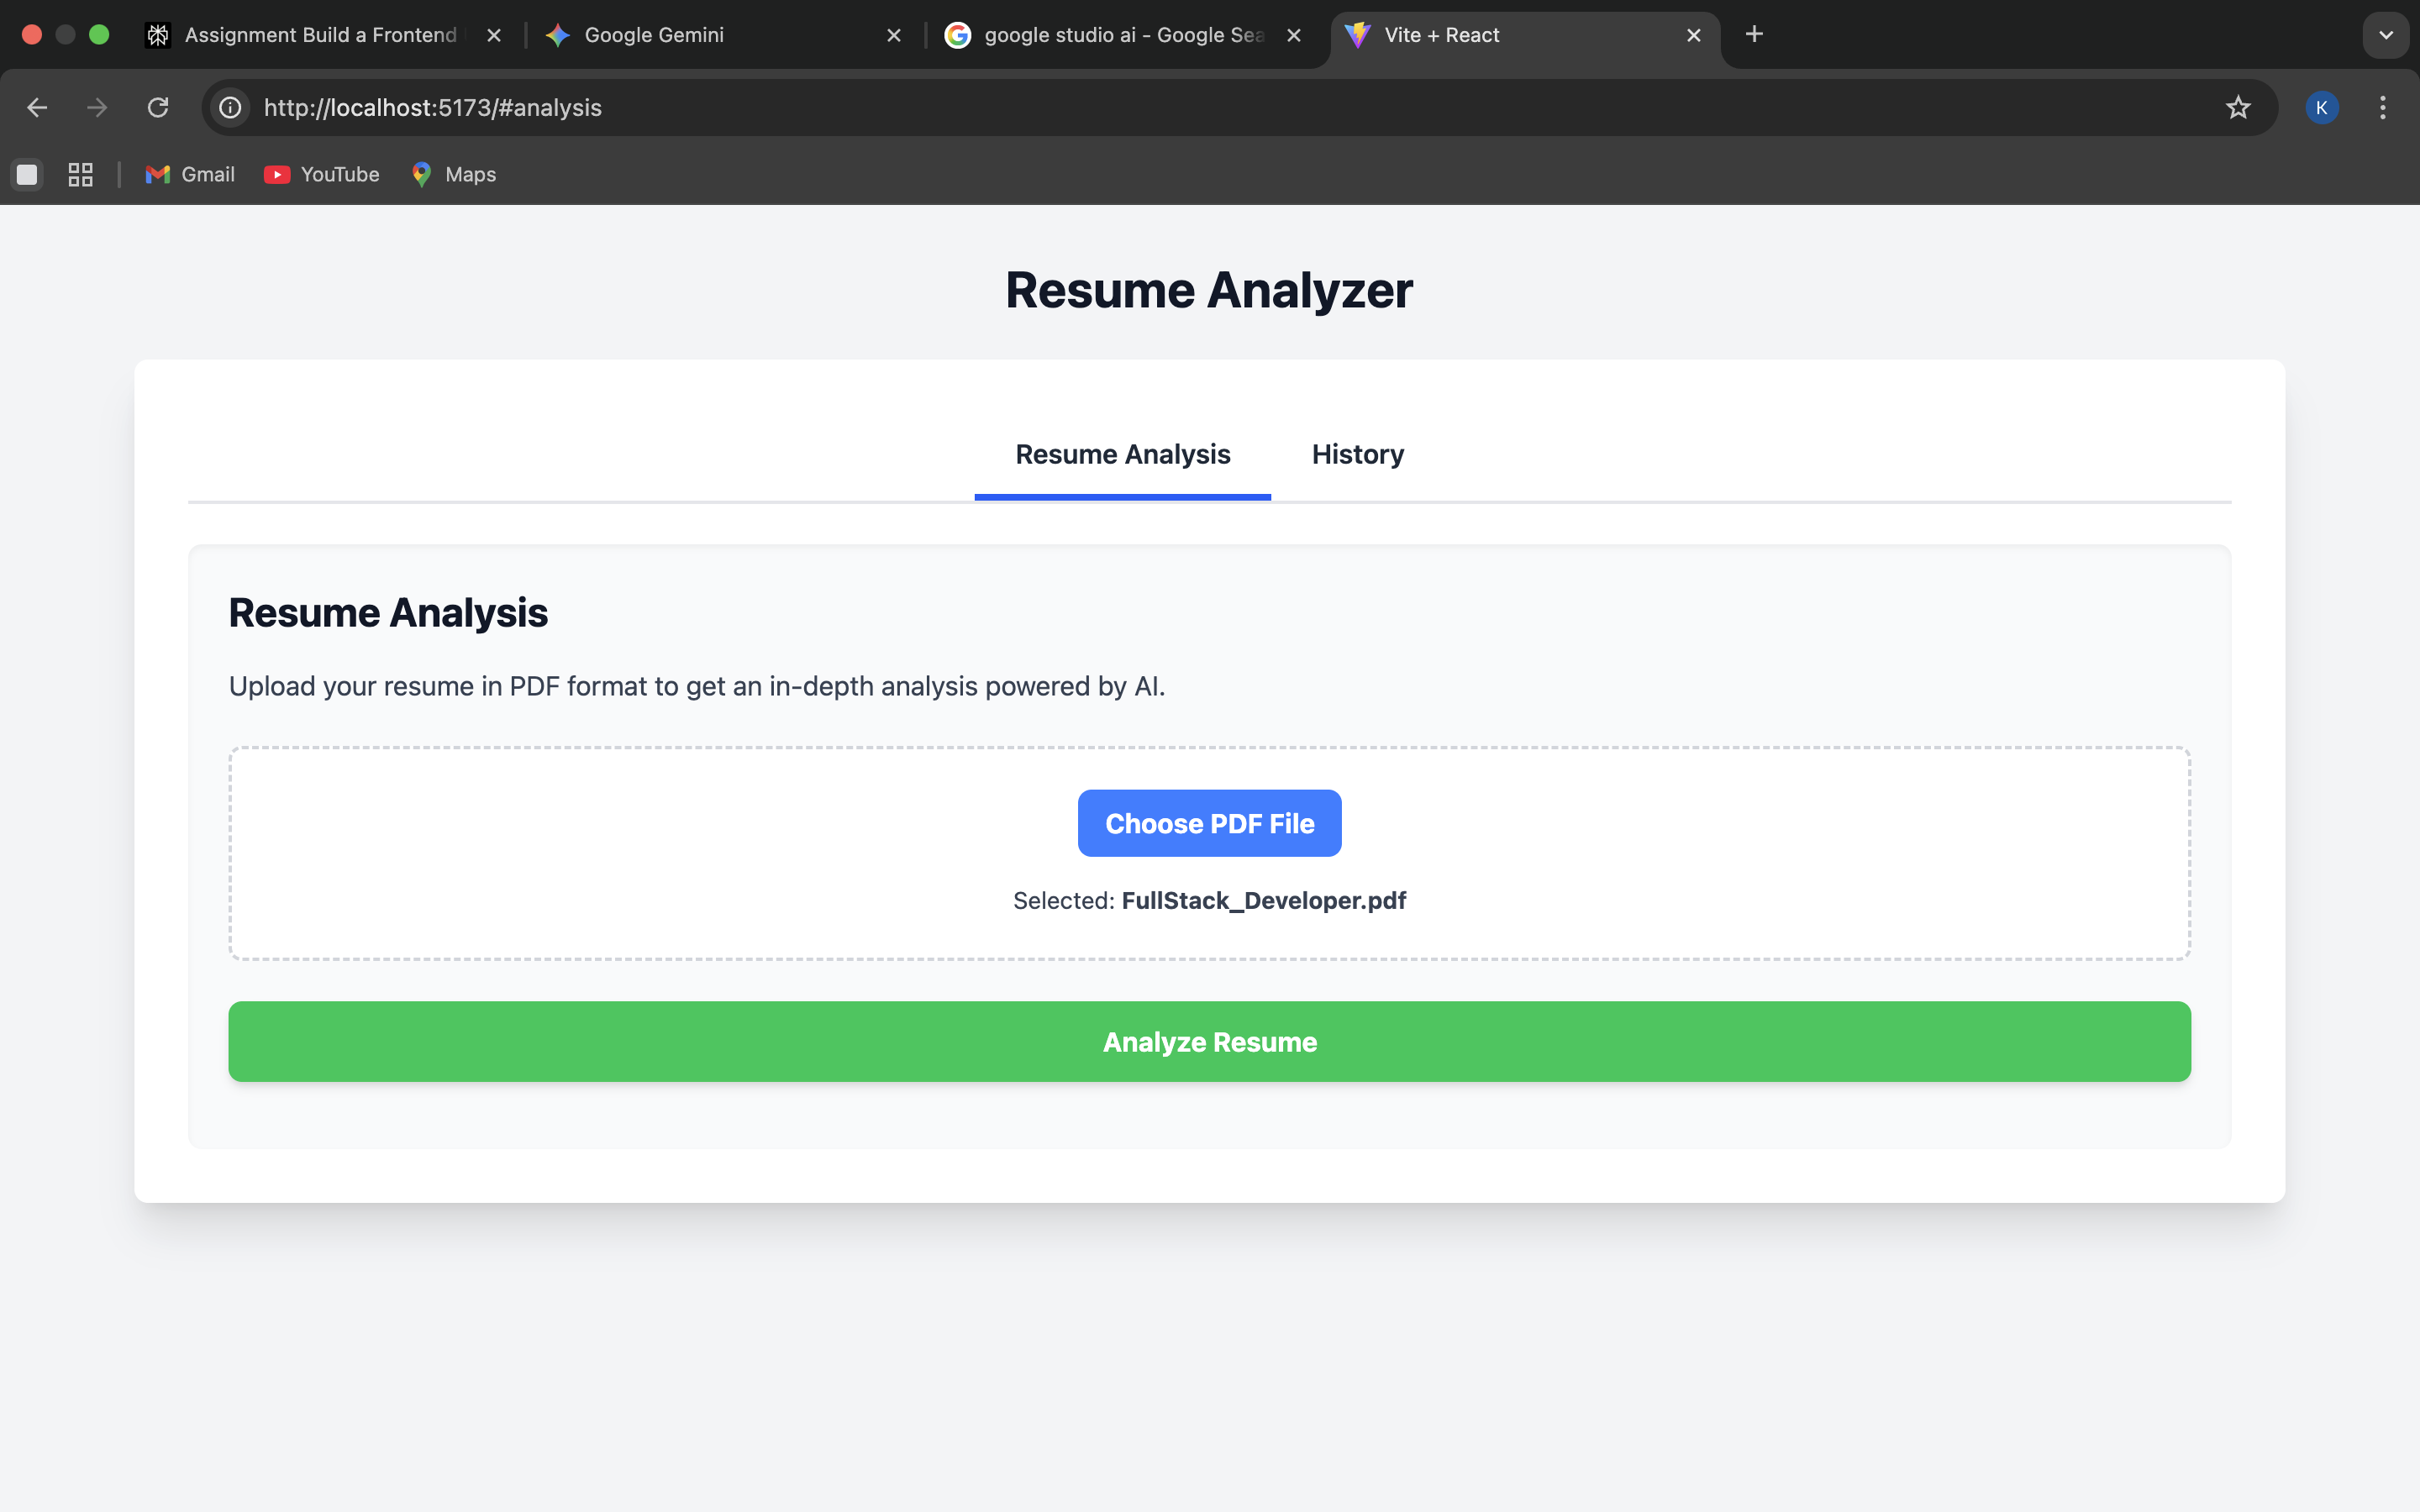 Assignment Build a Frontend
Google Gemini
google studio ai - Google Sea
Vite + React
http://localhost:5173/#analysis
K
Gmail
YouTube
Maps
Resume Analyzer
Resume Analysis
History
Resume Analysis
Upload your resume in PDF format to get an in-depth analysis powered by AI.
Choose PDF File
Selected: FullStack_Developer.pdf
Analyze Resume